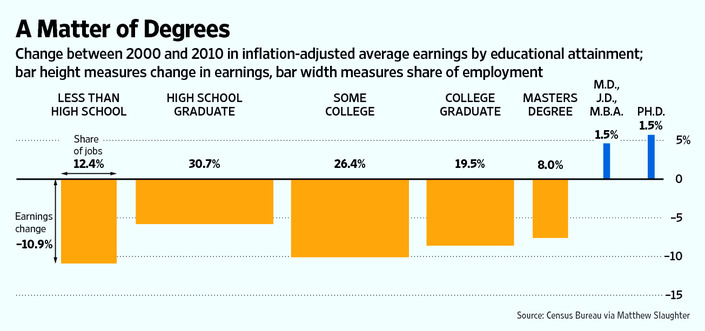 A Matter of Degrees
Change between 2000 and 2010 in inflation-adjusted average earnings by educational attainment;
bar height measures change in earnings, bar width measures share of employment
LESS THAN
HIGH SCHOOL
HIGH SCHOOL
GRADUATE
SOME
COLLEGE
COLLEGE
GRADUATE
MASTERS
DEGREE
M.D.,
J.D.,
M.B.A.
PH.D.
Share
of jobs
12.4%
30.7%
26.4%
19.5%
8.0%
1.5%
1.5%
5%
0
–5
–10
–15
Earnings
change
–10.9%
Source: Census Bureau via Matthew Slaughter